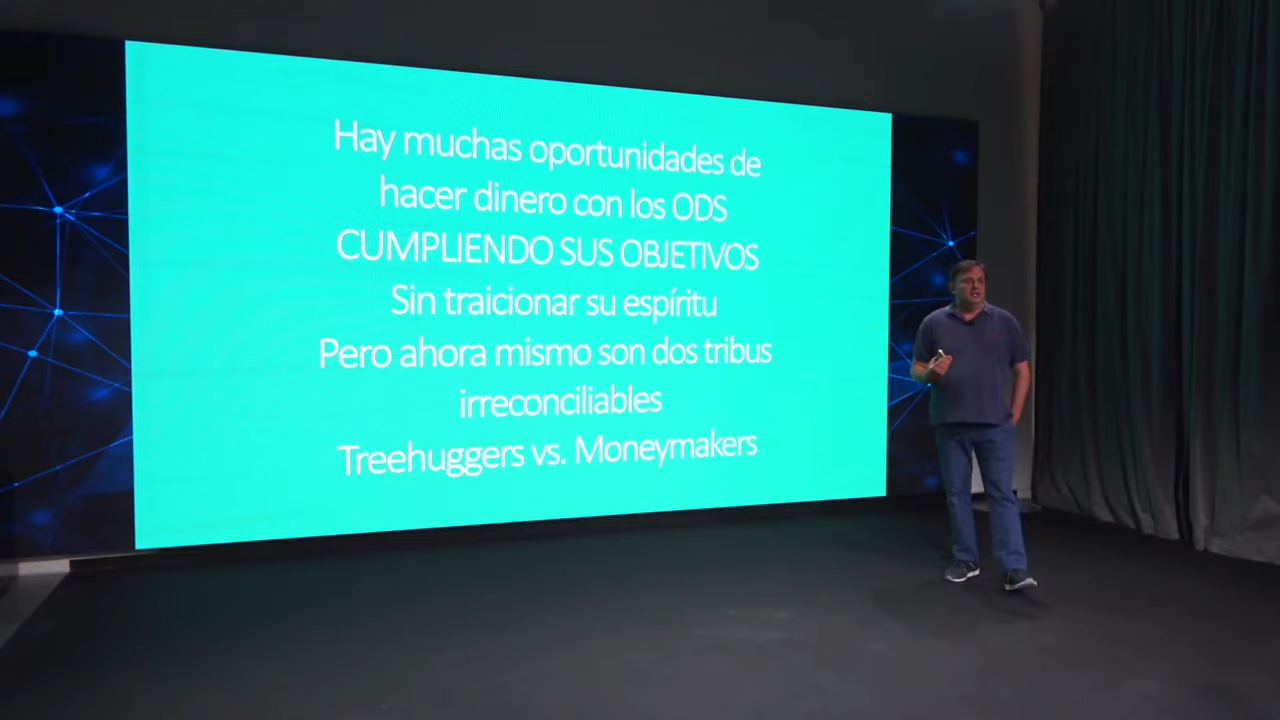 Hay muchas oportunidades de
hacer dinero con los ODS
CUMPLIENDO SUS OBJETIVOS
Sin traicionar su espíritu
Pero ahora mismo son dos tribus
irreconciliables
Treehuggers vs. Moneymakers